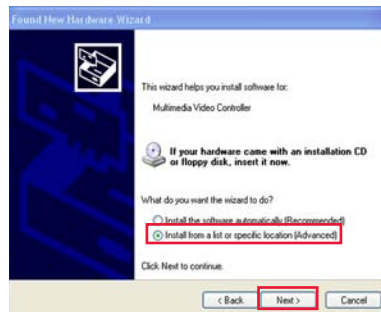 Found New Hardware Wizard
This wizard helps you install software for:
Multimedia Video Controller
If your hardware came with an installation CD
or floppy disk, insert it now.
What do you want the wizard to do?
Install the software automatically (Recommended)
Install from a list or specific location (Advanced)
Click Next to continue.
< Back Next > Cancel